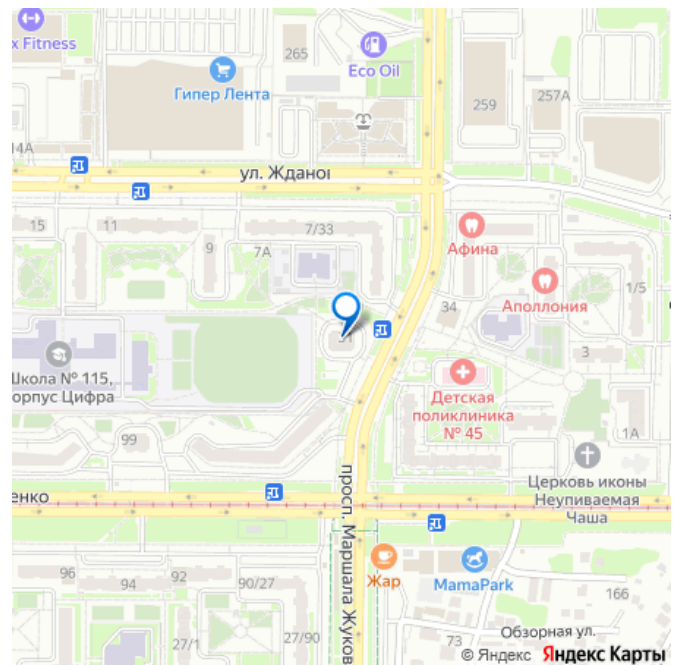 x Fitness
265
Eco Oil
Гипер Лента
259
257А
14А
ул. Жданог
15
11
9
7А
7/33
Афина
Аполлония
1/5
34
31
3
Школа № 115,
орпус Цифра
Детская
поликлиника
№ 45
99
1А
Церковь иконы
Неупиваемая
Чаша
енко
просп. Маршала Жуков
96
94
92
90/27
Жар
MamaPark
166
27/1
27/90
73
Обзорная ул.
© Яндекс Яндекс Карты